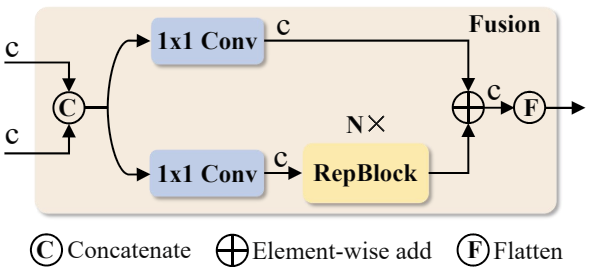 Fusion
c
1x1 Conv
c
C
c
F
N×
c
1x1 Conv
c
RepBlock
C Concatenate
Element-wise add
F Flatten